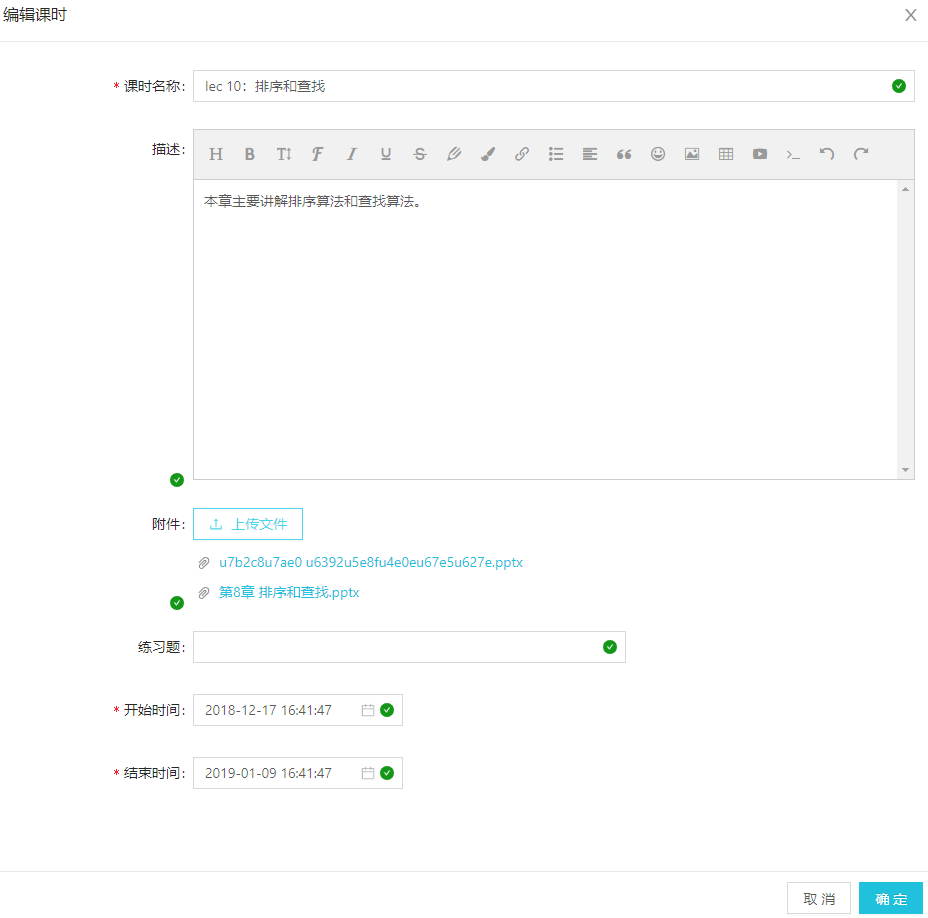 编辑课时
* 课时名称: lec 10：排序和查找
描述:
本章主要讲解排序算法和查找算法。
附件: 上传文件
u7b2c8u7ae0 u6392u5e8fu4e0eu67e5u627e.pptx
第8章 排序和查找.pptx
练习题:
* 开始时间: 2018-12-17 16:41:47
* 结束时间: 2019-01-09 16:41:47
取消 确定